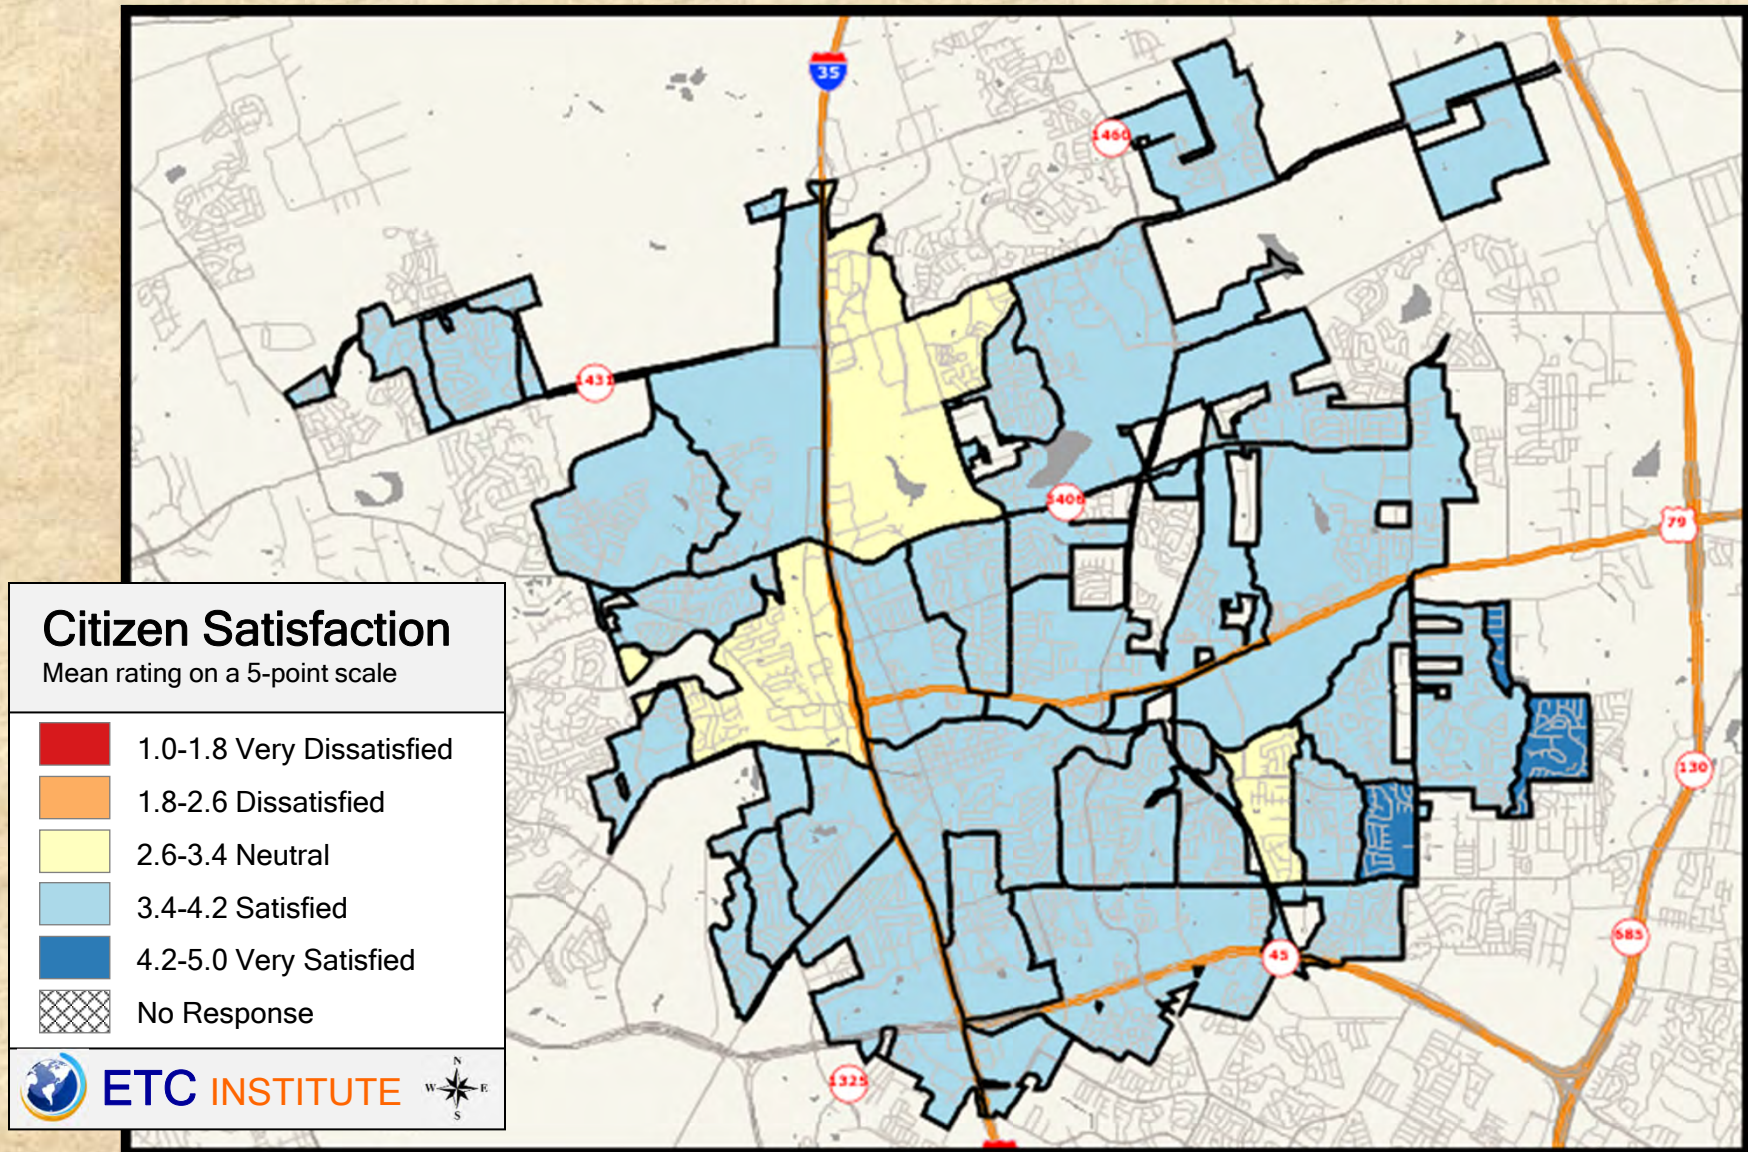 35
1460
1431
3406
79
Citizen Satisfaction
Mean rating on a 5-point scale
1.0-1.8 Very Dissatisfied
1.8-2.6 Dissatisfied
2.6-3.4 Neutral
3.4-4.2 Satisfied
4.2-5.0 Very Satisfied
No Response
130
685
45
1325
ETC INSTITUTE
N
W E
S